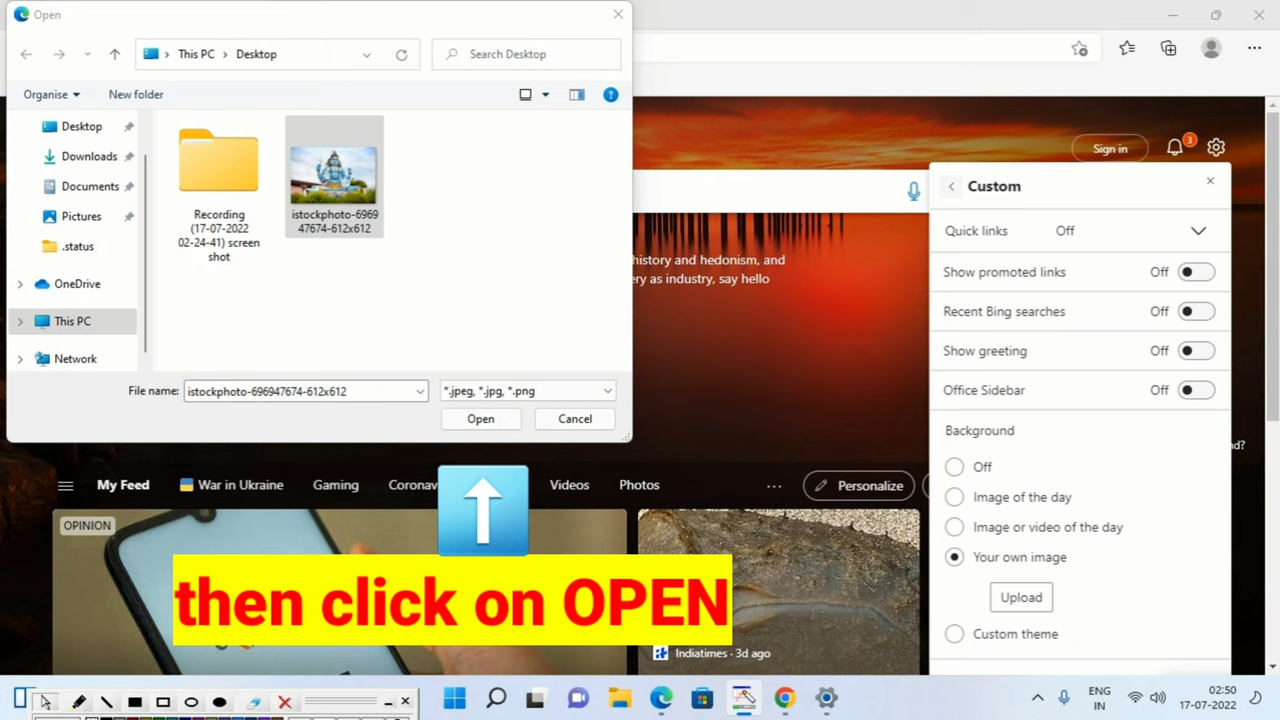 Open
This PC > Desktop
Search Desktop
Organise
New folder
Desktop
Downloads
Documents
Pictures
.status
OneDrive
This PC
Network
Recording
(17-07-2022
02-24-41) screen
shot
istockphoto-6969
47674-612x612
File name:
istockphoto-696947674-612x612
*.jpeg, *.jpg, *.png
Open
Cancel
Sign in
3
history and hedonism, and
ery as industry, say hello
Custom
Quick links
Off
Show promoted links
Off
Recent Bing searches
Off
Show greeting
Off
Office Sidebar
Off
Background
Off
Image of the day
Image or video of the day
Your own image
Upload
Custom theme
d?
My Feed
War in Ukraine
Gaming
Coronav
Videos
Photos
...
Personalize
OPINION
then click on OPEN
Indiatimes · 3d ago
ENG
IN
02:50
17-07-2022